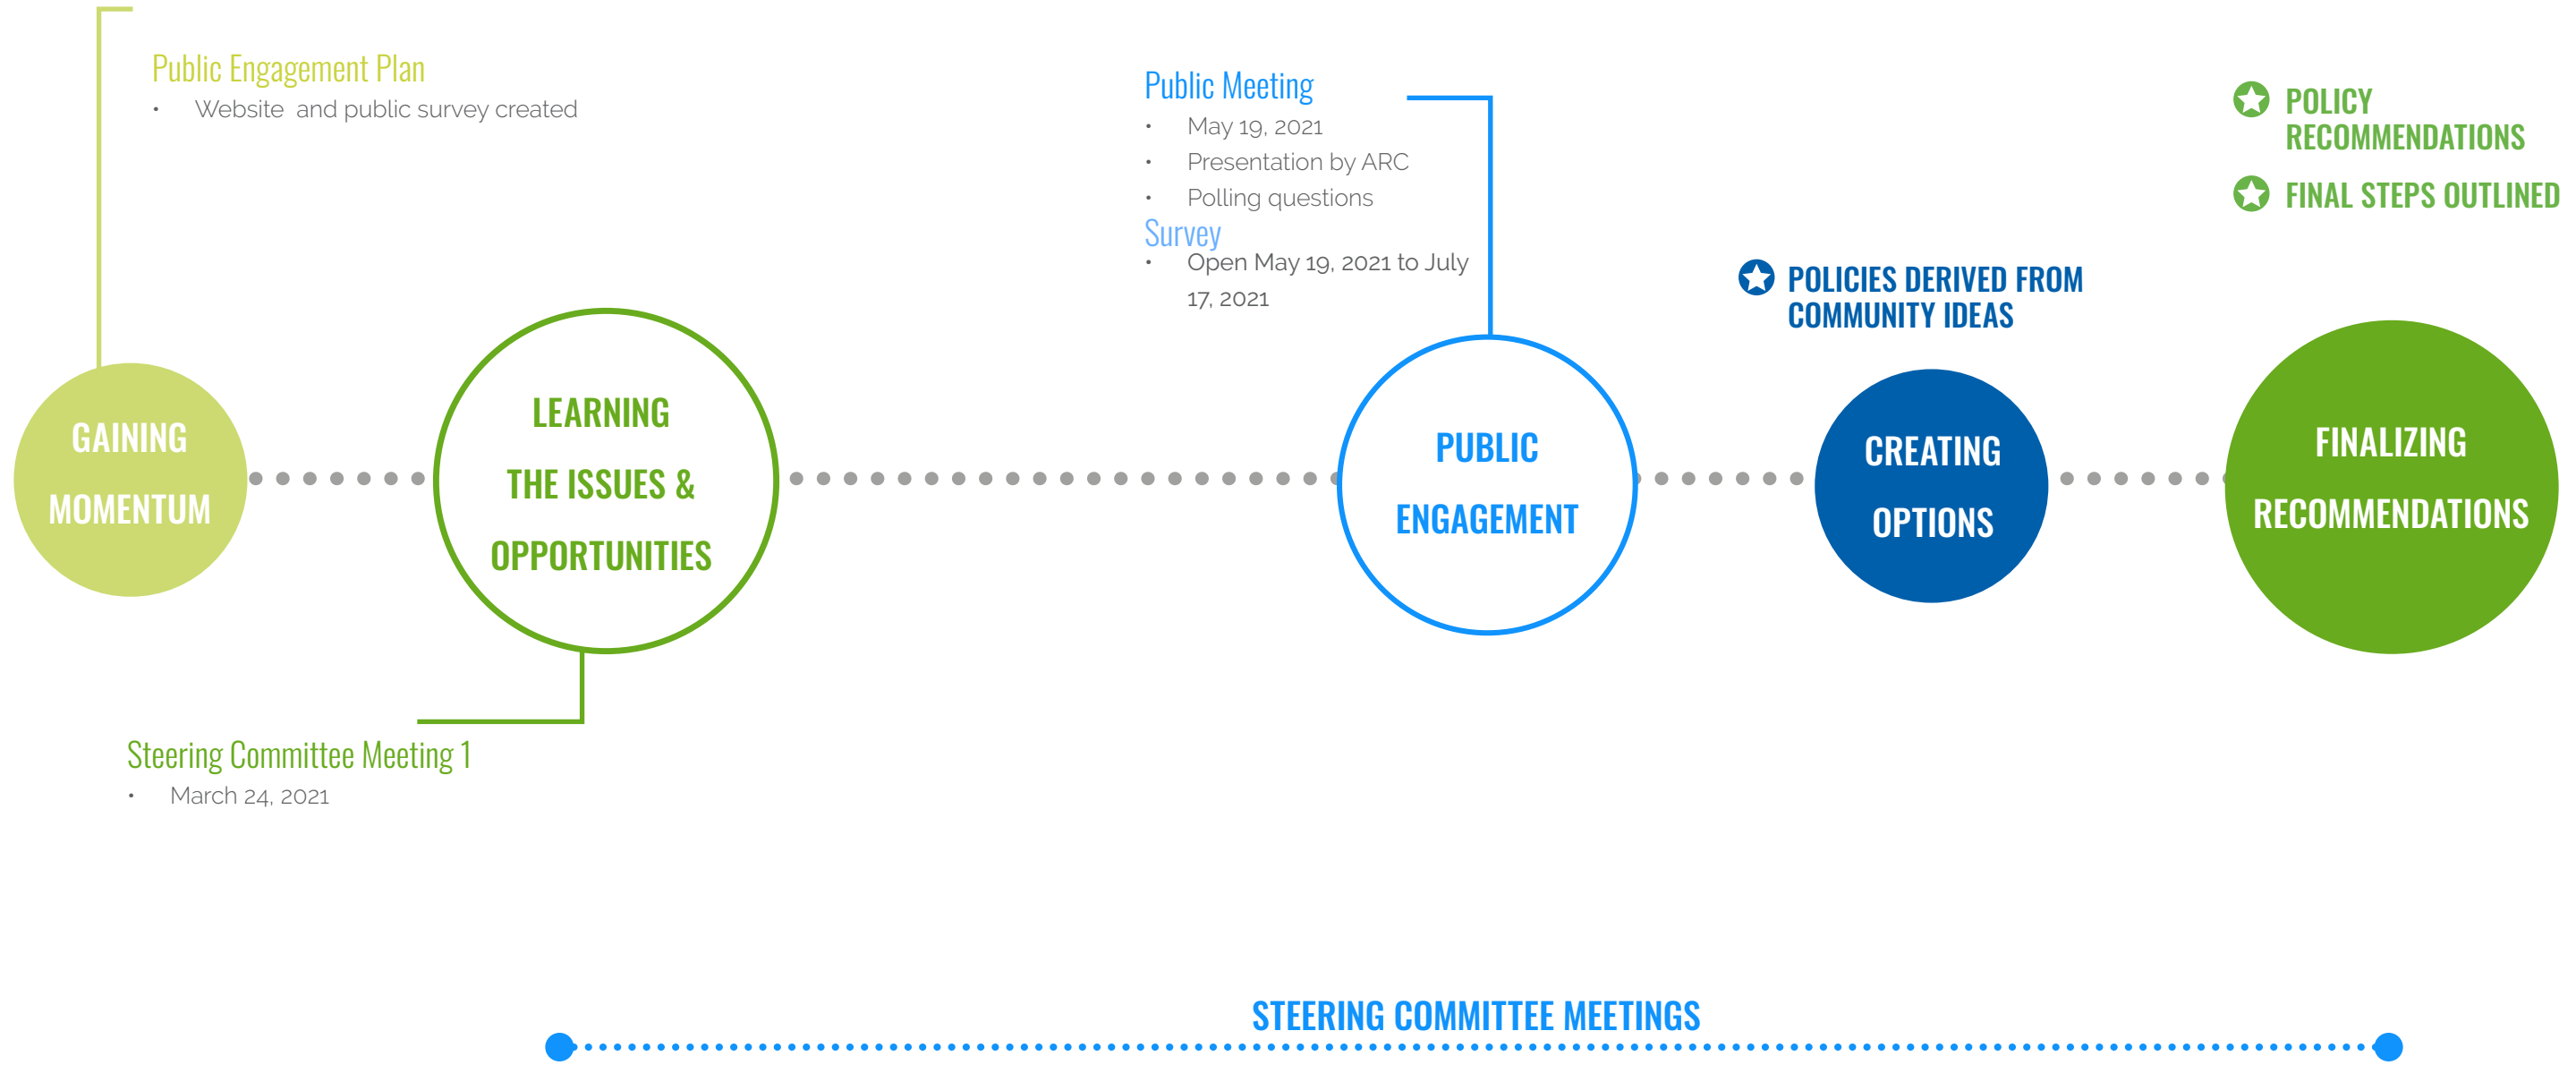 Public Engagement Plan
• Website and public survey created
Public Meeting
• May 19, 2021
• Presentation by ARC
• Polling questions
Survey
• Open May 19, 2021 to July
17, 2021
POLICY
RECOMMENDATIONS
FINAL STEPS OUTLINED
POLICIES DERIVED FROM
COMMUNITY IDEAS
GAINING
MOMENTUM
LEARNING
THE ISSUES &
OPPORTUNITIES
PUBLIC
ENGAGEMENT
CREATING
OPTIONS
FINALIZING
RECOMMENDATIONS
Steering Committee Meeting 1
• March 24, 2021
STEERING COMMITTEE MEETINGS